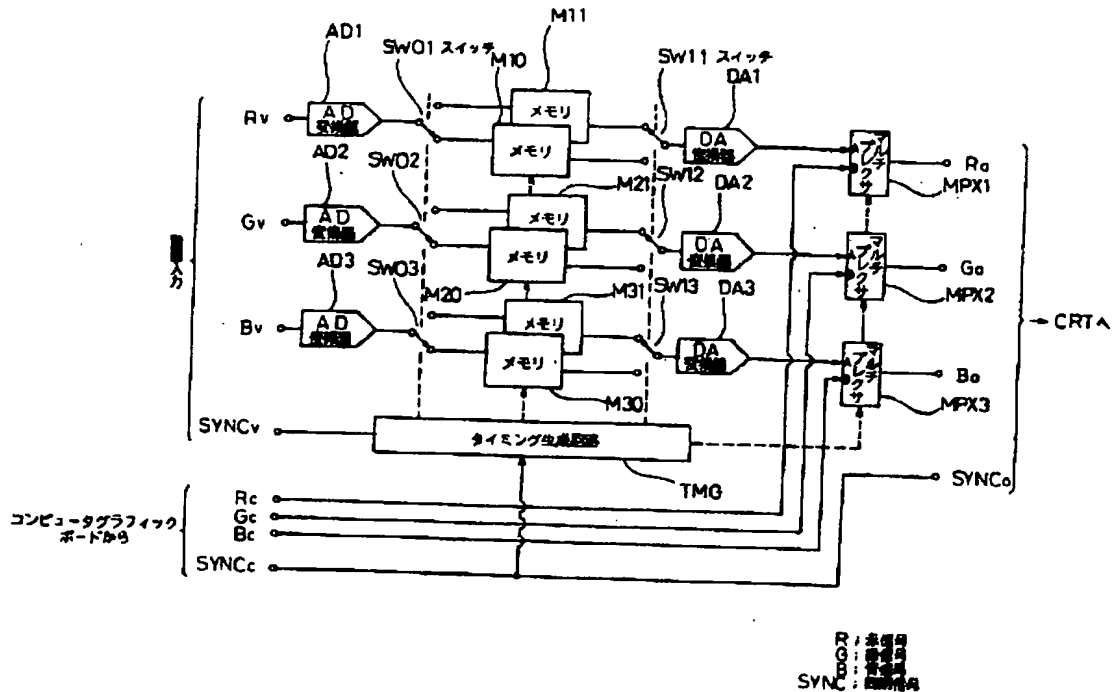 AD1
SW01 スイッチ
M10
M11
SW11 スイッチ
DA1
Rv
AD
変換器
メモリ
メモリ
DA
変換器
マルチ
プレクサ
A
Ro
MPX1
AD2
SW02
M21
SW12
DA2
Gv
AD
変換器
メモリ
メモリ
DA
変換器
マルチ
プレクサ
A
Go
MPX2
AD3
SW03
M20
M31
SW13
DA3
入力
Bv
AD
変換器
メモリ
メモリ
DA
変換器
マルチ
プレクサ
A
Bo
MPX3
→ CRTへ
M30
SYNCv
タイミング生成回路
TMG
SYNCo
コンピュータグラフィック
ボードから
Rc
Gc
Bc
SYNCc
R;
G;
B;
SYNC;